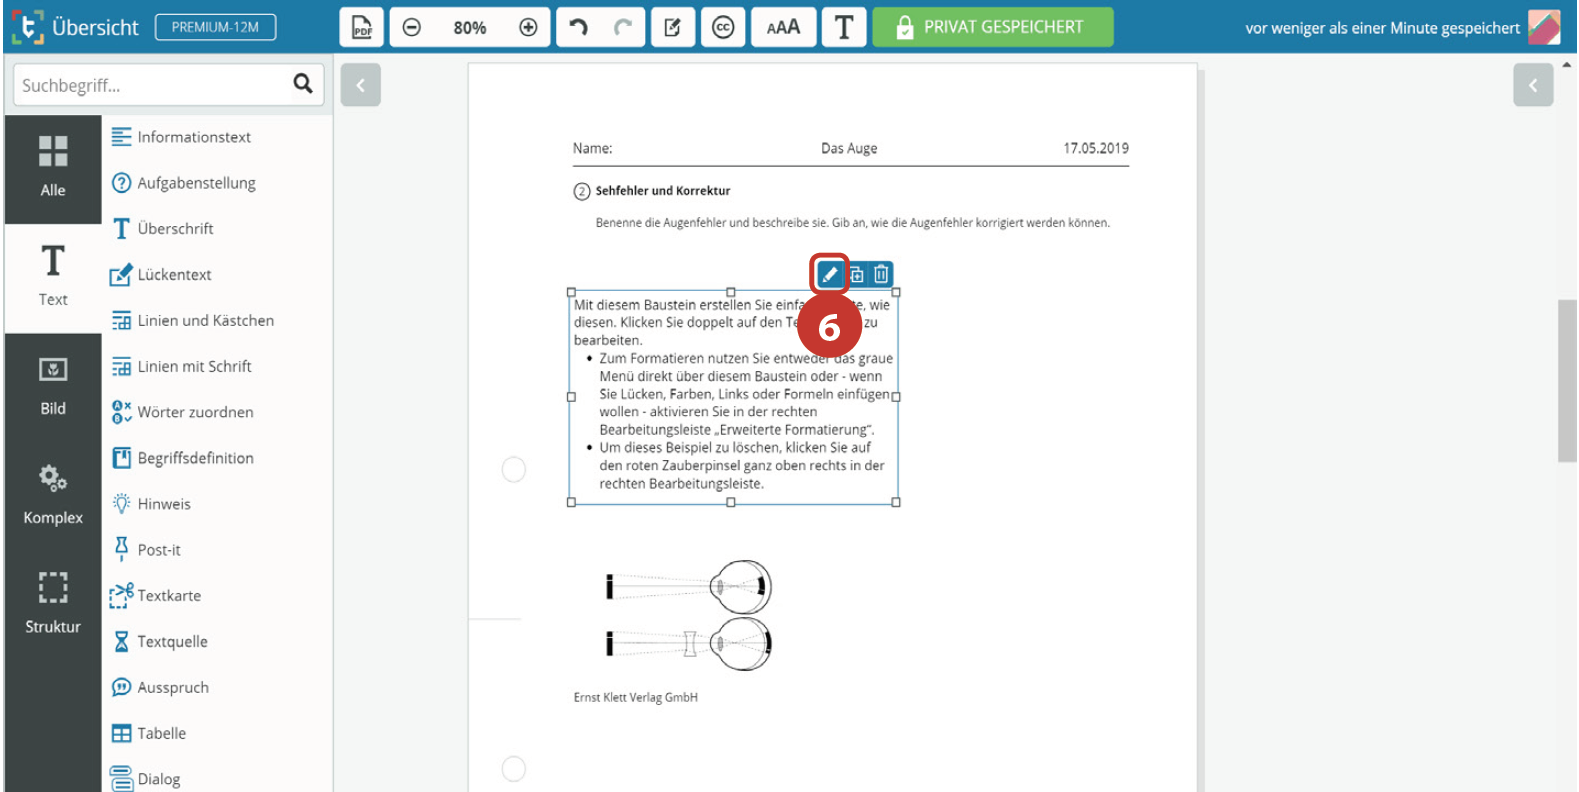 Übersicht PREMIUM-12M PDF 80% cc AAA T PRIVAT GESPEICHERT vor weniger als einer Minute gespeichert
Suchbegriff...
Alle
Text
Bild
Komplex
Struktur
Informationstext
Aufgabenstellung
Überschrift
Lückentext
Linien und Kästchen
Linien mit Schrift
Wörter zuordnen
Begriffsdefinition
Hinweis
Post-it
Textkarte
Textquelle
Ausspruch
Tabelle
Dialog
Name: Das Auge 17.05.2019
2 Sehfehler und Korrektur
Benenne die Augenfehler und beschreibe sie. Gib an, wie die Augenfehler korrigiert werden können.
6
Mit diesem Baustein erstellen Sie einfa te, wie
diesen. Klicken Sie doppelt auf den Te zu
bearbeiten.
• Zum Formatieren nutzen Sie entweder das graue
Menü direkt über diesem Baustein oder - wenn
Sie Lücken, Farben, Links oder Formeln einfügen
wollen - aktivieren Sie in der rechten
Bearbeitungsleiste „Erweiterte Formatierung“.
• Um dieses Beispiel zu löschen, klicken Sie auf
den roten Zauberpinsel ganz oben rechts in der
rechten Bearbeitungsleiste.
Ernst Klett Verlag GmbH